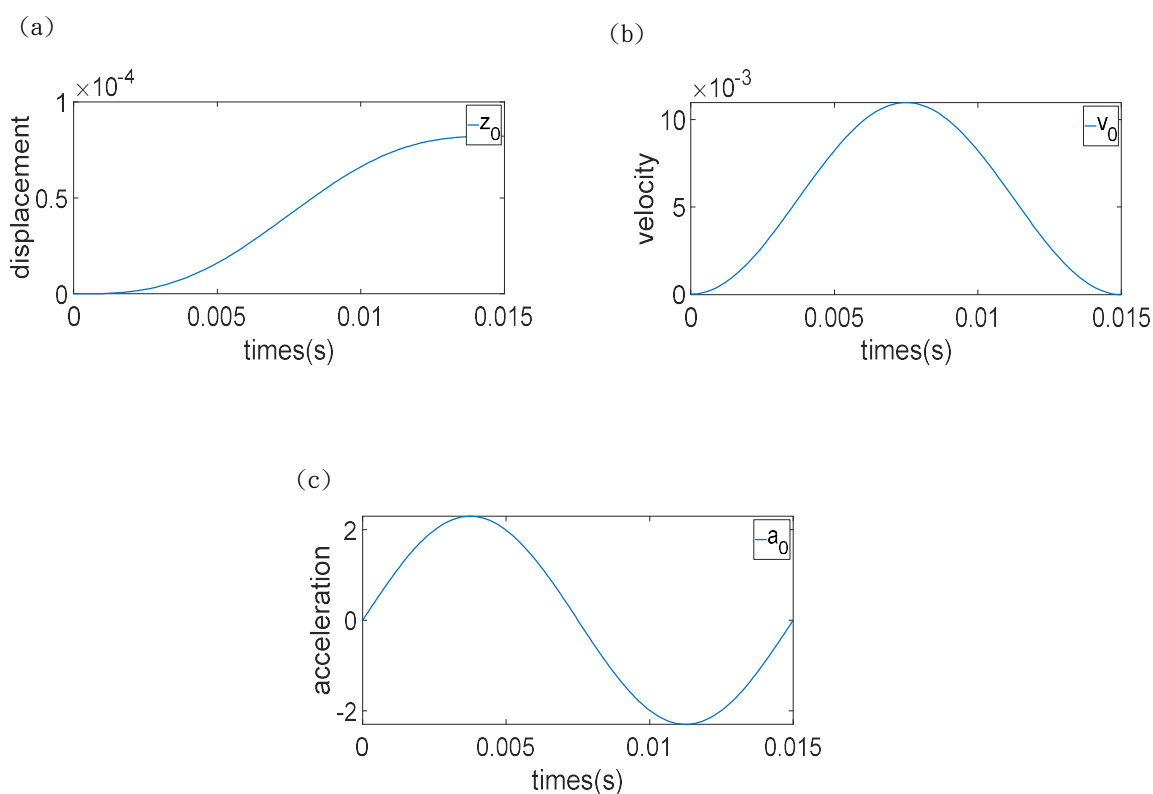 (a)
×10-4
1
0.5
0
displacement
z0
0 0.005 0.01 0.015
times(s)
(b)
×10-3
10
5
0
velocity
v0
0 0.005 0.01 0.015
times(s)
(c)
2
0
-2
acceleration
a0
0 0.005 0.01 0.015
times(s)